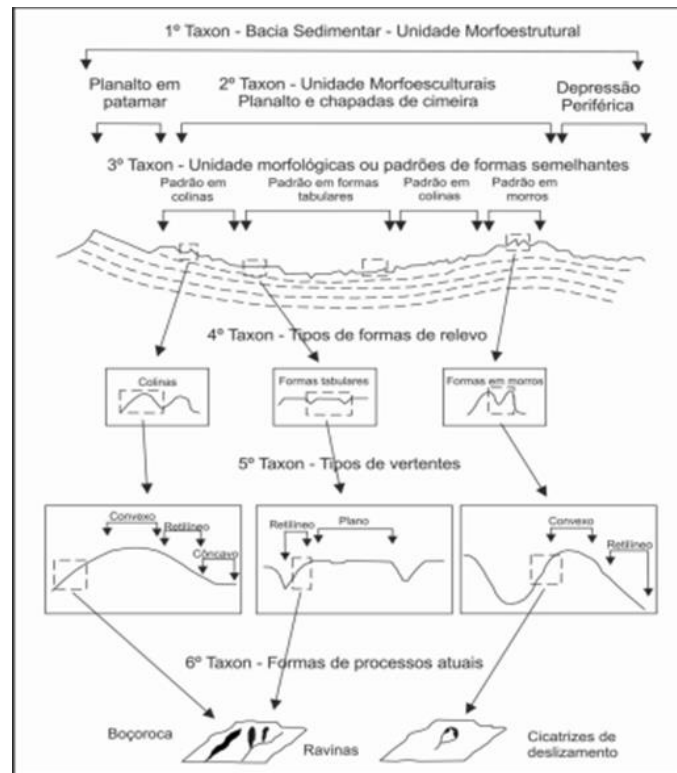 1º Taxon - Bacia Sedimentar - Unidade Morfoestrutural
Planalto em
patamar
2º Taxon - Unidade Morfoesculturais
Planalto e chapadas de cimeira
Depressão
Periférica
3º Taxon - Unidade morfológicas ou padrões de formas semelhantes
Padrão em
colinas
Padrão em formas
tabulares
Padrão em
colinas
Padrão em
morros
4º Taxon - Tipos de formas de relevo
Colinas
Formas tabulares
Formas em morros
5º Taxon - Tipos de vertentes
Convexo
Retilíneo
Côncavo
Retilíneo
Plano
Convexo
Retilíneo
6º Taxon - Formas de processos atuais
Boçoroca
Ravinas
Cicatrizes de
deslizamento